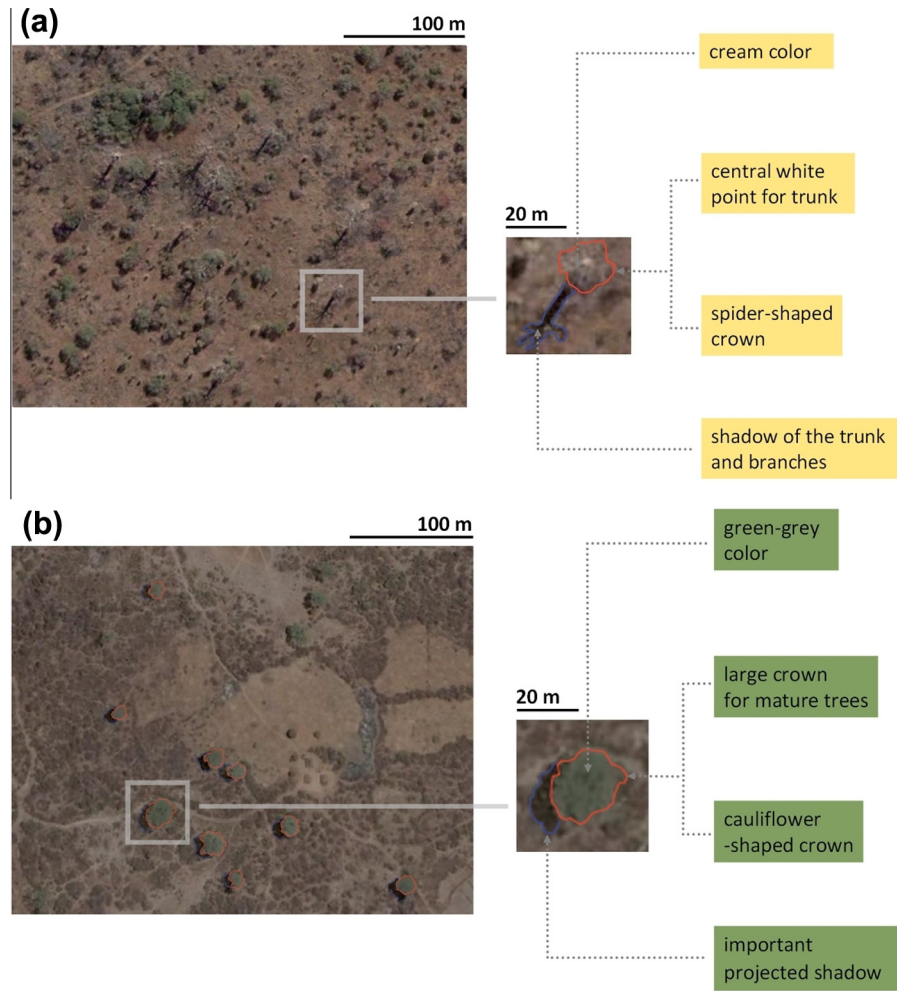 (a)
100 m
cream color
central white
point for trunk
20 m
spider-shaped
crown
shadow of the trunk
and branches
(b)
100 m
green-grey
color
large crown
for mature trees
20 m
cauliflower
-shaped crown
important
projected shadow